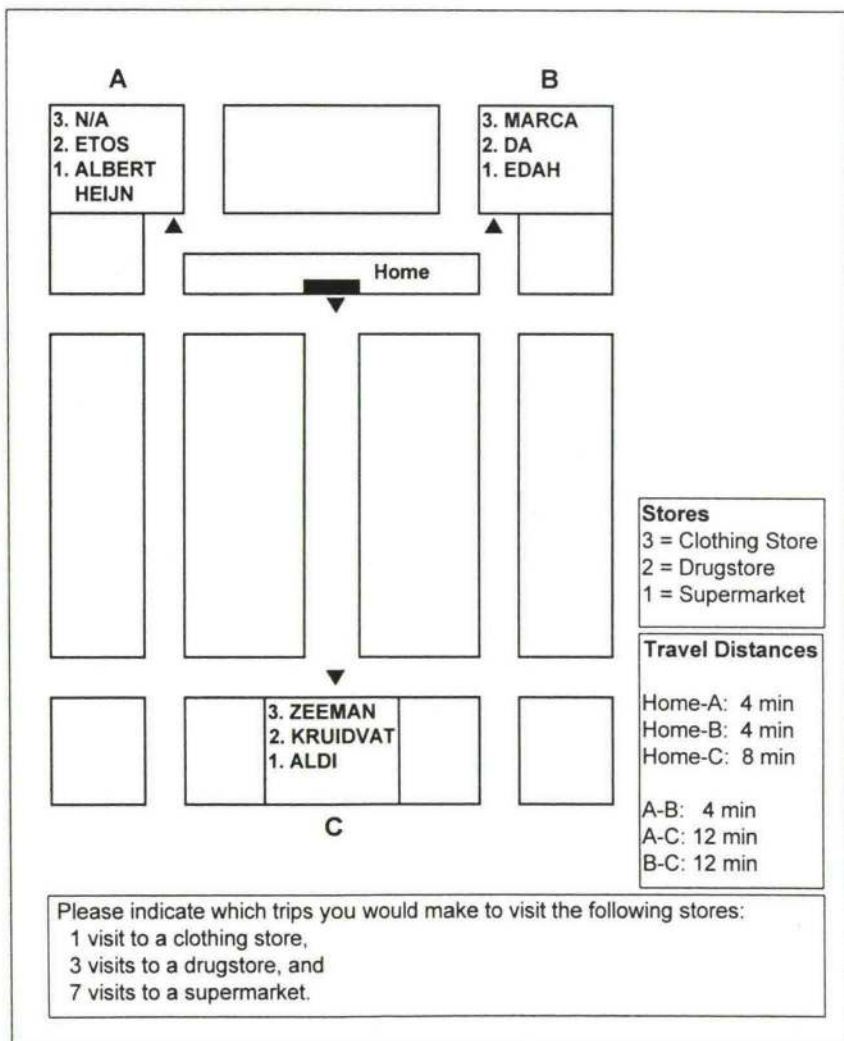 A
B
3. N/A
2. ETOS
1. ALBERT
HEIJN
3. MARCA
2. DA
1. EDAH
Home
Stores
3 = Clothing Store
2 = Drugstore
1 = Supermarket
Travel Distances
Home-A: 4 min
Home-B: 4 min
Home-C: 8 min
A-B: 4 min
A-C: 12 min
B-C: 12 min
3. ZEEMAN
2. KRUIDVAT
1. ALDI
C
Please indicate which trips you would make to visit the following stores:
1 visit to a clothing store,
3 visits to a drugstore, and
7 visits to a supermarket.